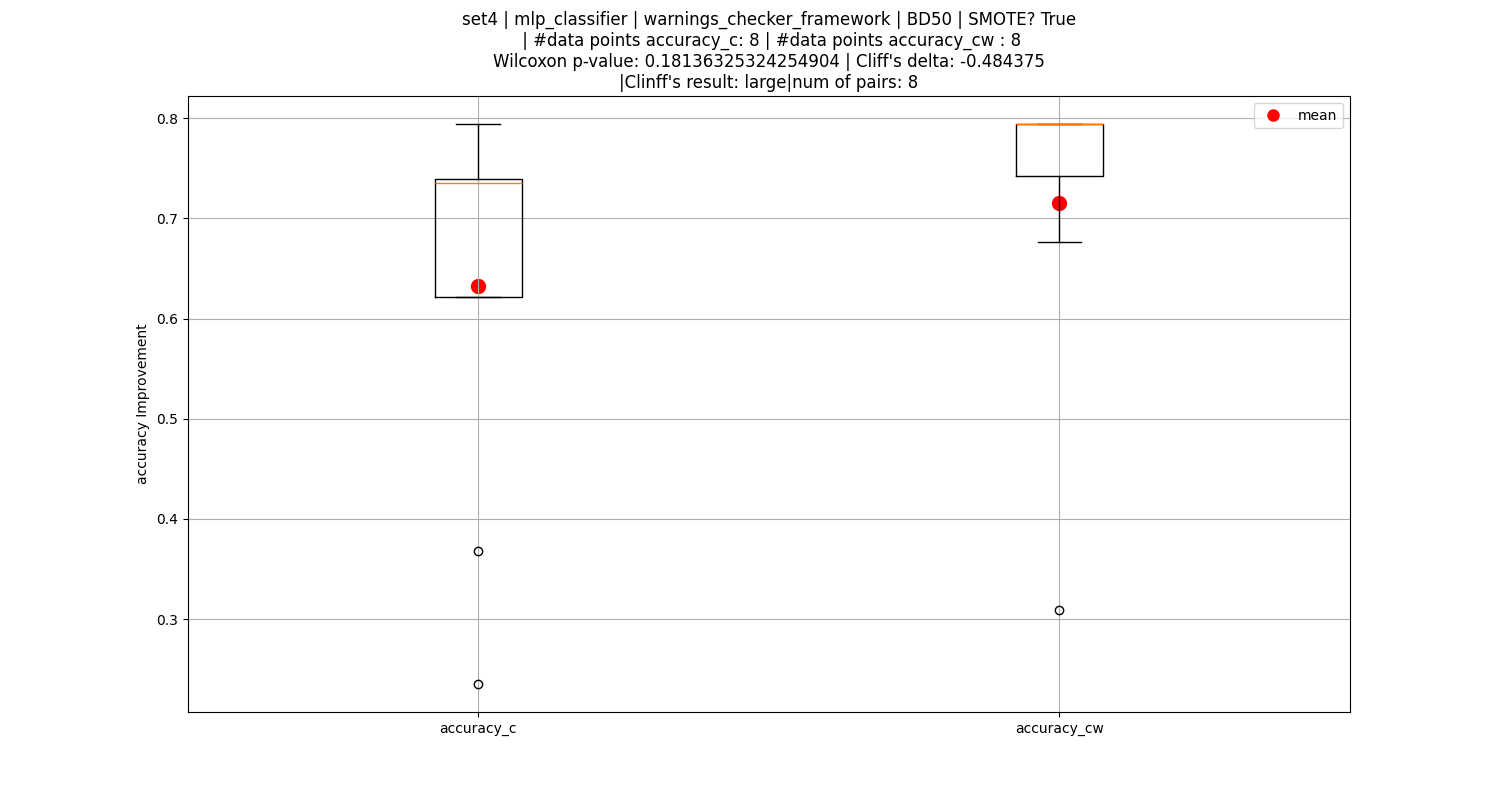 set4 | mlp_classifier | warnings_checker_framework | BD50 | SMOTE? True
| #data points accuracy_c: 8 | #data points accuracy_cw : 8
Wilcoxon p-value: 0.18136325324254904 | Cliff's delta: -0.484375
|Clinff's result: large|num of pairs: 8
mean
0.8
0.7
0.6
0.5
0.4
0.3
accuracy Improvement
accuracy_c
accuracy_cw